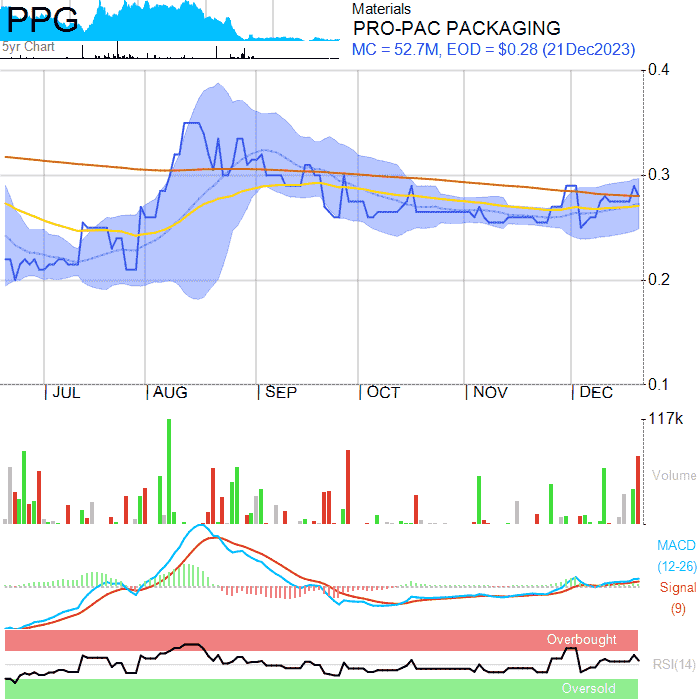 PPG
5yr Chart
Materials
PRO-PAC PACKAGING
MC = 52.7M, EOD = $0.28 (21Dec2023)
0.4
0.3
0.2
0.1
JUL AUG SEP OCT NOV DEC
117k
Volume
MACD
(12-26)
Signal
(9)
Overbought
RSI(14)
Oversold